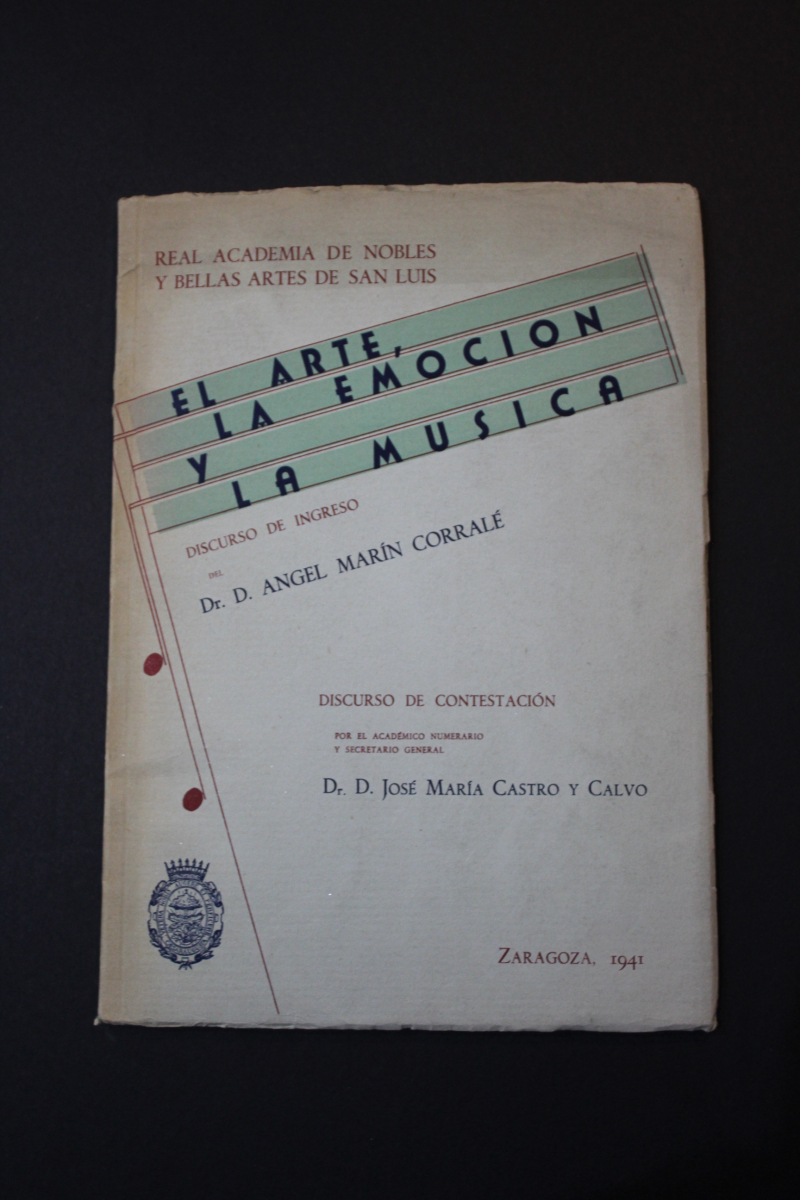 REAL ACADEMIA DE NOBLES
Y BELLAS ARTES DE SAN LUIS
EL ARTE,
LA EMOCION
Y
LA MUSICA
DISCURSO DE INGRESO
DEL
Dr. D. ANGEL MARÍN CORRALÉ
DISCURSO DE CONTESTACIÓN
POR EL ACADÉMICO NUMERARIO
Y SECRETARIO GENERAL
Dr. D. JOSÉ MARÍA CASTRO Y CALVO
ZARAGOZA, 1941